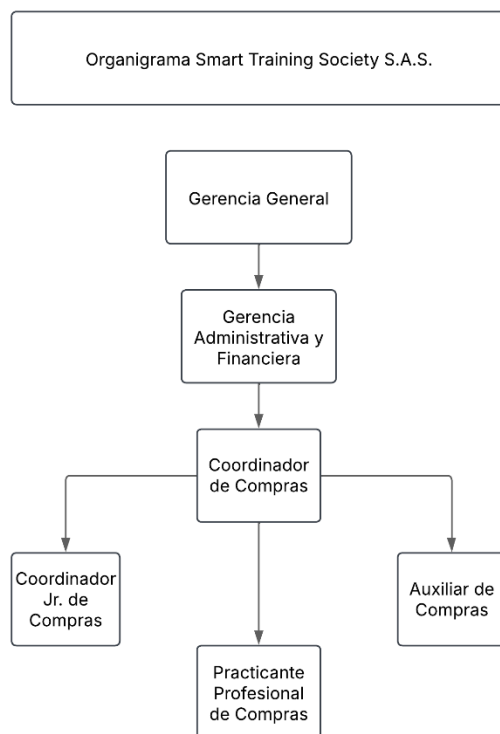 Organigrama Smart Training Society S.A.S.
Gerencia General
Gerencia
Administrativa y
Financiera
Coordinador
de Compras
Coordinador
Jr. de
Compras
Auxiliar de
Compras
Practicante
Profesional
de Compras